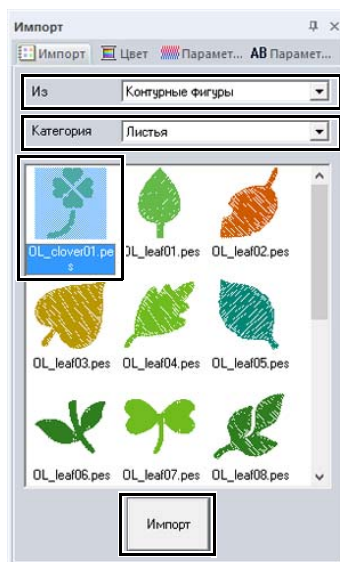 Импорт
Импорт Цвет Парамет... AB Парамет...
Из Контурные фигуры
Категория Листья
OL_clover01.pe
s OL_leaf01.pes OL_leaf02.pes
OL_leaf03.pes OL_leaf04.pes OL_leaf05.pes
OL_leaf06.pes OL_leaf07.pes OL_leaf08.pes
Импорт